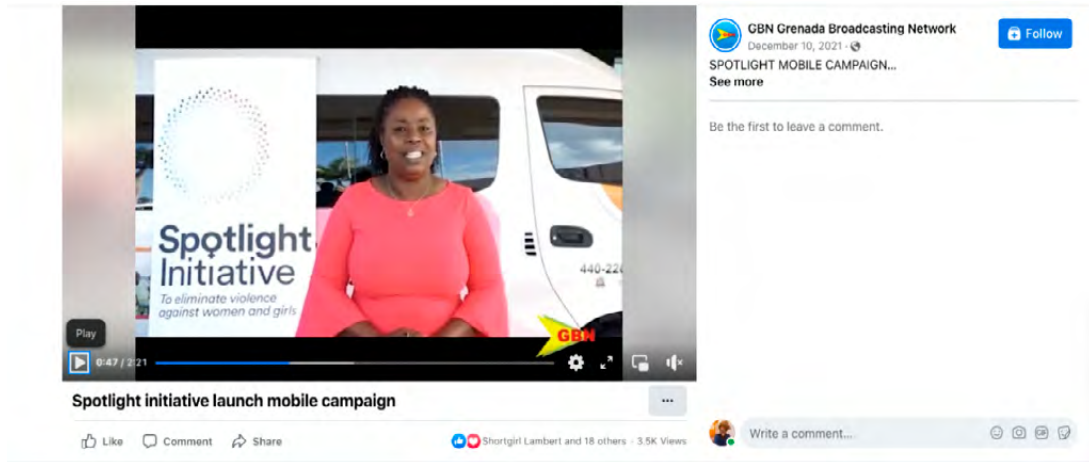 GBN Grenada Broadcasting Network
December 10, 2021 ·
Follow
SPOTLIGHT MOBILE CAMPAIGN...
See more
Be the first to leave a comment.
Spotlight
Initiative
To eliminate violence
against women and girls
440-22
GBN
Play
0:47 / 2:21
Spotlight initiative launch mobile campaign
...
Like
Comment
Share
Shortgirl Lambert and 18 others · 3.5K Views
Write a comment...